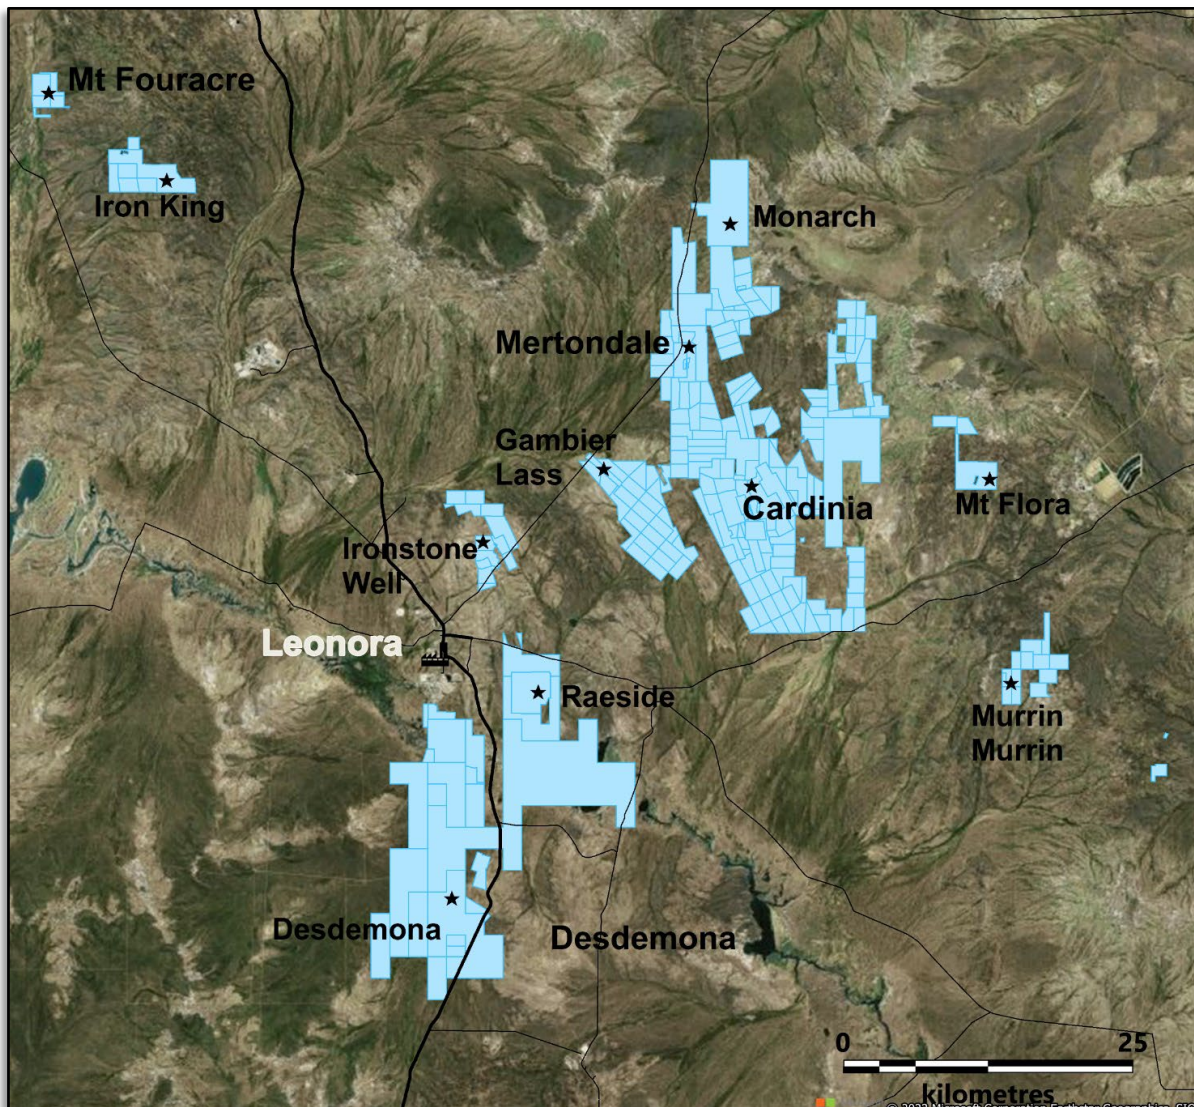 Mt Fouracre
Iron King
Monarch
Mertondale
Gambier
Lass
Cardinia
Mt Flora
Ironstone
Well
Leonora
Raeside
Murrin
Murrin
Desdemona
Desdemona
0 25
kilometres